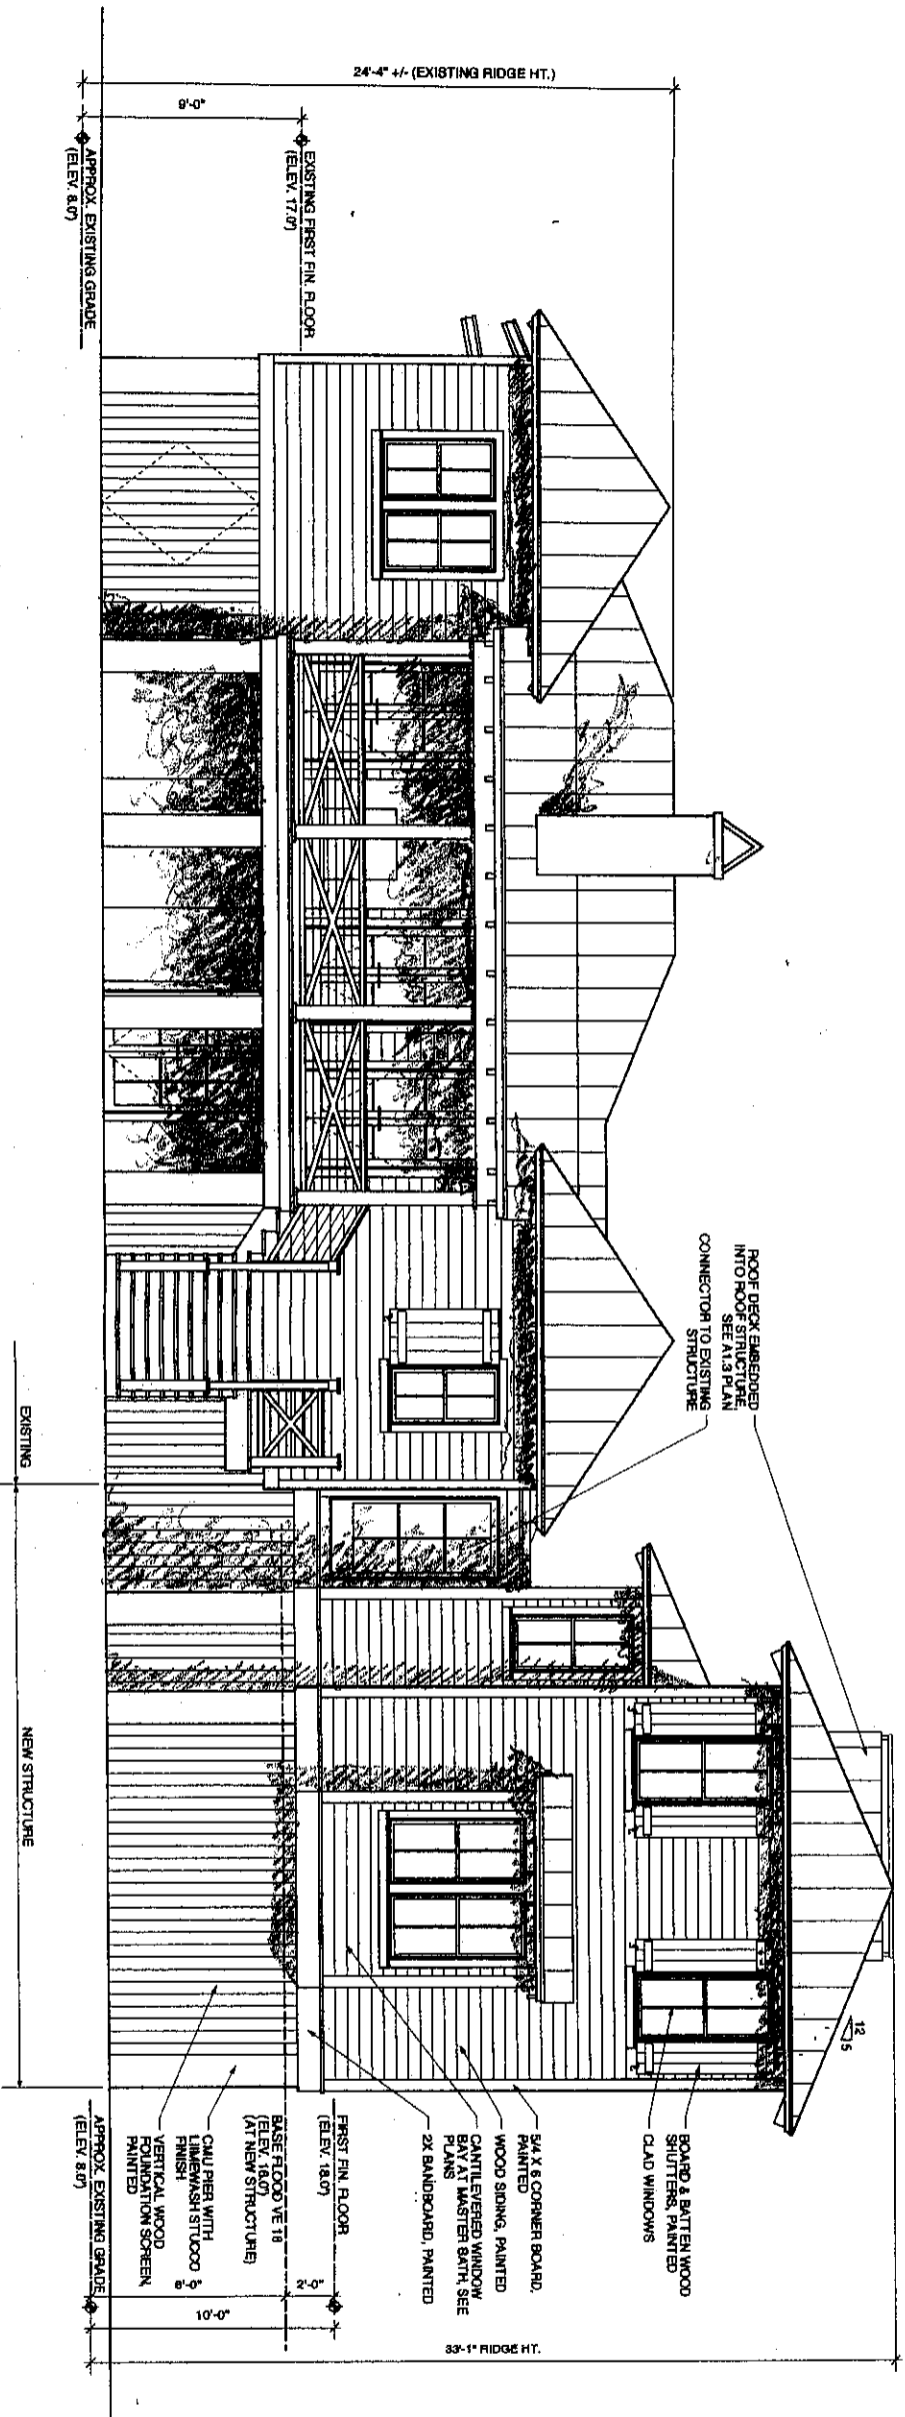 24'-4" +/- (EXISTING RIDGE HT.)
9'-0"
EXISTING FIRST FIN. FLOOR
(ELEV. 17.0')
APPROX. EXISTING GRADE
(ELEV. 8.0')
ROOF DECK EMBEDDED
INTO ROOF STRUCTURE,
SEE A1.3 PLAN
CONNECTOR TO EXISTING
STRUCTURE
EXISTING
NEW STRUCTURE
12
5
BOARD & BATTEN WOOD
SHUTTERS, PAINTED
CLAD WINDOWS
5/4 X 6 CORNER BOARD,
PAINTED
WOOD SIDING, PAINTED
CANTILEVERED WINDOW
BAY AT MASTER BATH, SEE
PLANS
2X BANDBOARD, PAINTED
FIRST FIN. FLOOR
(ELEV. 18.0')
BASE FLOOD VE 16
(ELEV. 16.0')
(AT NEW STRUCTURE)
CMU PIER WITH
LIMEWASH STUCCO
FINISH
VERTICAL WOOD
FOUNDATION SCREEN,
PAINTED
APPROX. EXISTING GRADE
(ELEV. 8.0')
2'-0"
8'-0"
10'-0"
33'-1" RIDGE HT.